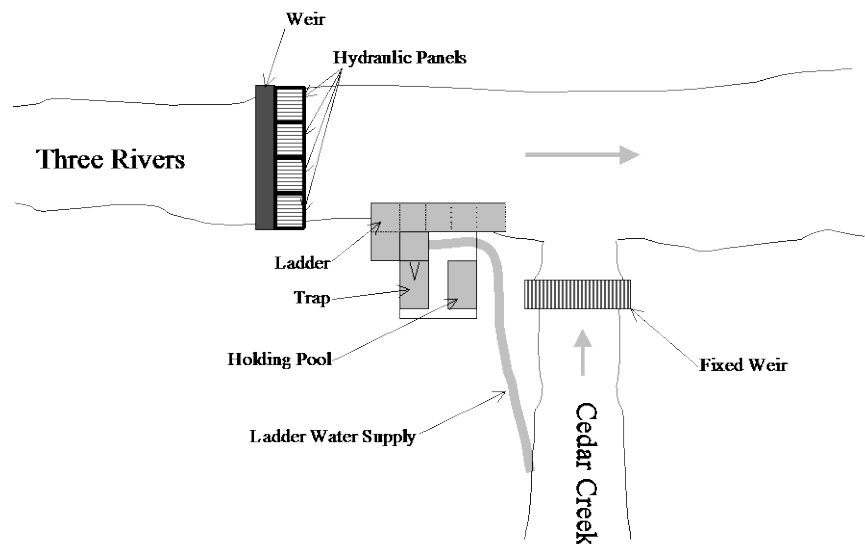 Weir
Hydraulic Panels
Three Rivers
Ladder
Trap
Holding Pool
Fixed Weir
Ladder Water Supply
Cedar Creek